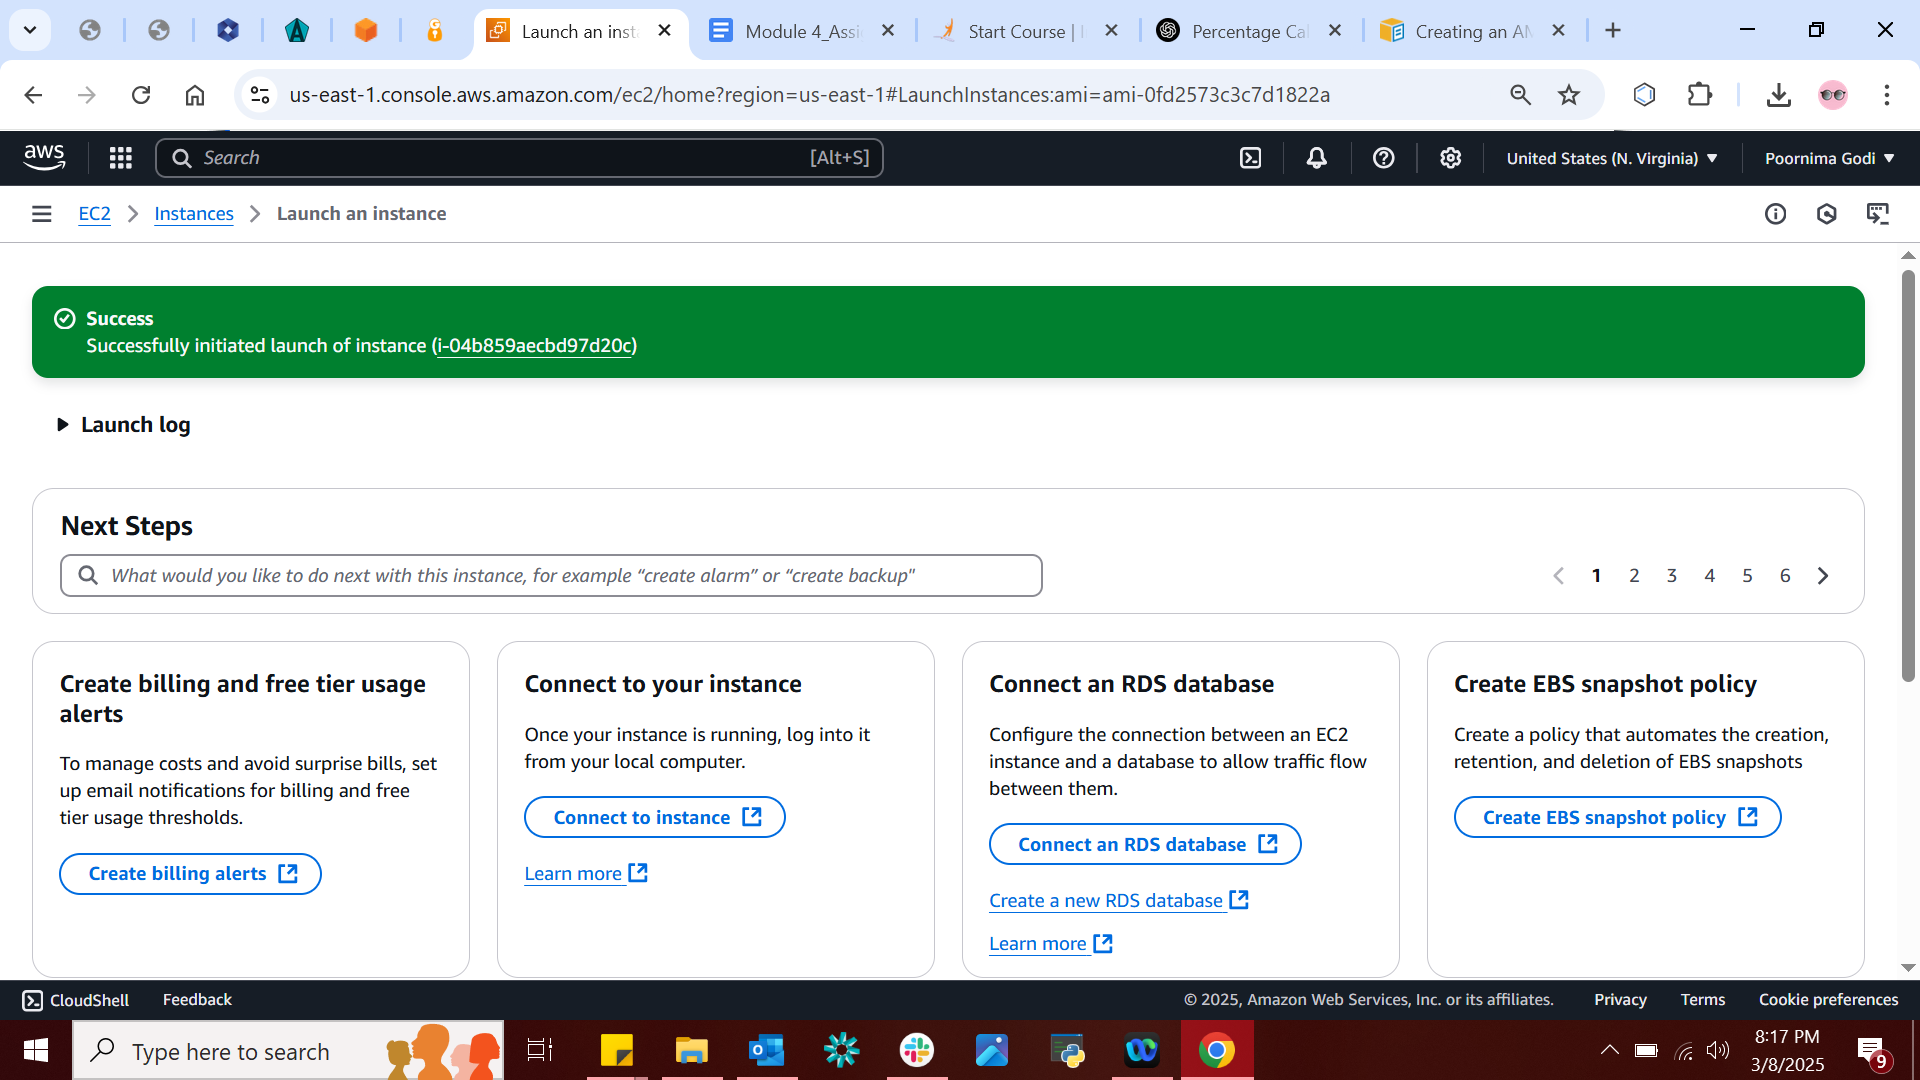 Launch an inst
Module 4_Assi
Start Course |
Percentage Cal
Creating an AM
us-east-1.console.aws.amazon.com/ec2/home?region=us-east-1#LaunchInstances:ami=ami-0fd2573c3c7d1822a
aws
Search
[Alt+S]
United States (N. Virginia)
Poornima Godi
EC2
Instances
Launch an instance
Success
Successfully initiated launch of instance (i-04b859aecbd97d20c)
Launch log
Next Steps
What would you like to do next with this instance, for example “create alarm” or “create backup”
1 2 3 4 5 6
Create billing and free tier usage
alerts
To manage costs and avoid surprise bills, set
up email notifications for billing and free
tier usage thresholds.
Create billing alerts
Connect to your instance
Once your instance is running, log into it
from your local computer.
Connect to instance
Learn more
Connect an RDS database
Configure the connection between an EC2
instance and a database to allow traffic flow
between them.
Connect an RDS database
Create a new RDS database
Learn more
Create EBS snapshot policy
Create a policy that automates the creation,
retention, and deletion of EBS snapshots
Create EBS snapshot policy
CloudShell
Feedback
© 2025, Amazon Web Services, Inc. or its affiliates.
Privacy
Terms
Cookie preferences
Type here to search
8:17 PM
3/8/2025
9